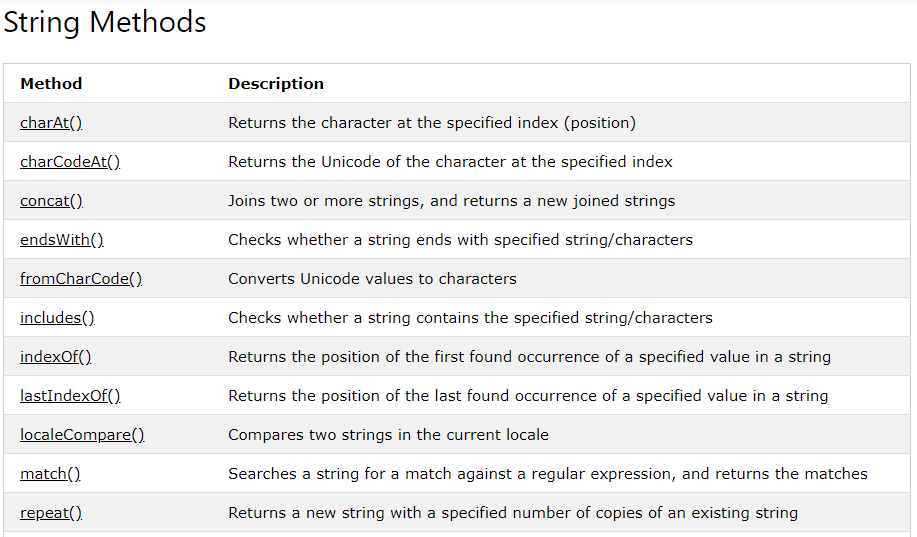 String Methods
Method Description
charAt() Returns the character at the specified index (position)
charCodeAt() Returns the Unicode of the character at the specified index
concat() Joins two or more strings, and returns a new joined strings
endsWith() Checks whether a string ends with specified string/characters
fromCharCode() Converts Unicode values to characters
includes() Checks whether a string contains the specified string/characters
indexOf() Returns the position of the first found occurrence of a specified value in a string
lastIndexOf() Returns the position of the last found occurrence of a specified value in a string
localeCompare() Compares two strings in the current locale
match() Searches a string for a match against a regular expression, and returns the matches
repeat() Returns a new string with a specified number of copies of an existing string